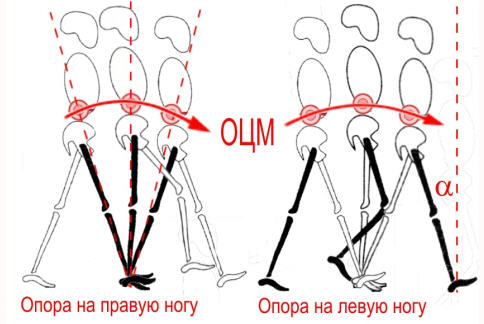 ОЦМ
α
Опора на правую ногу
Опора на левую ногу